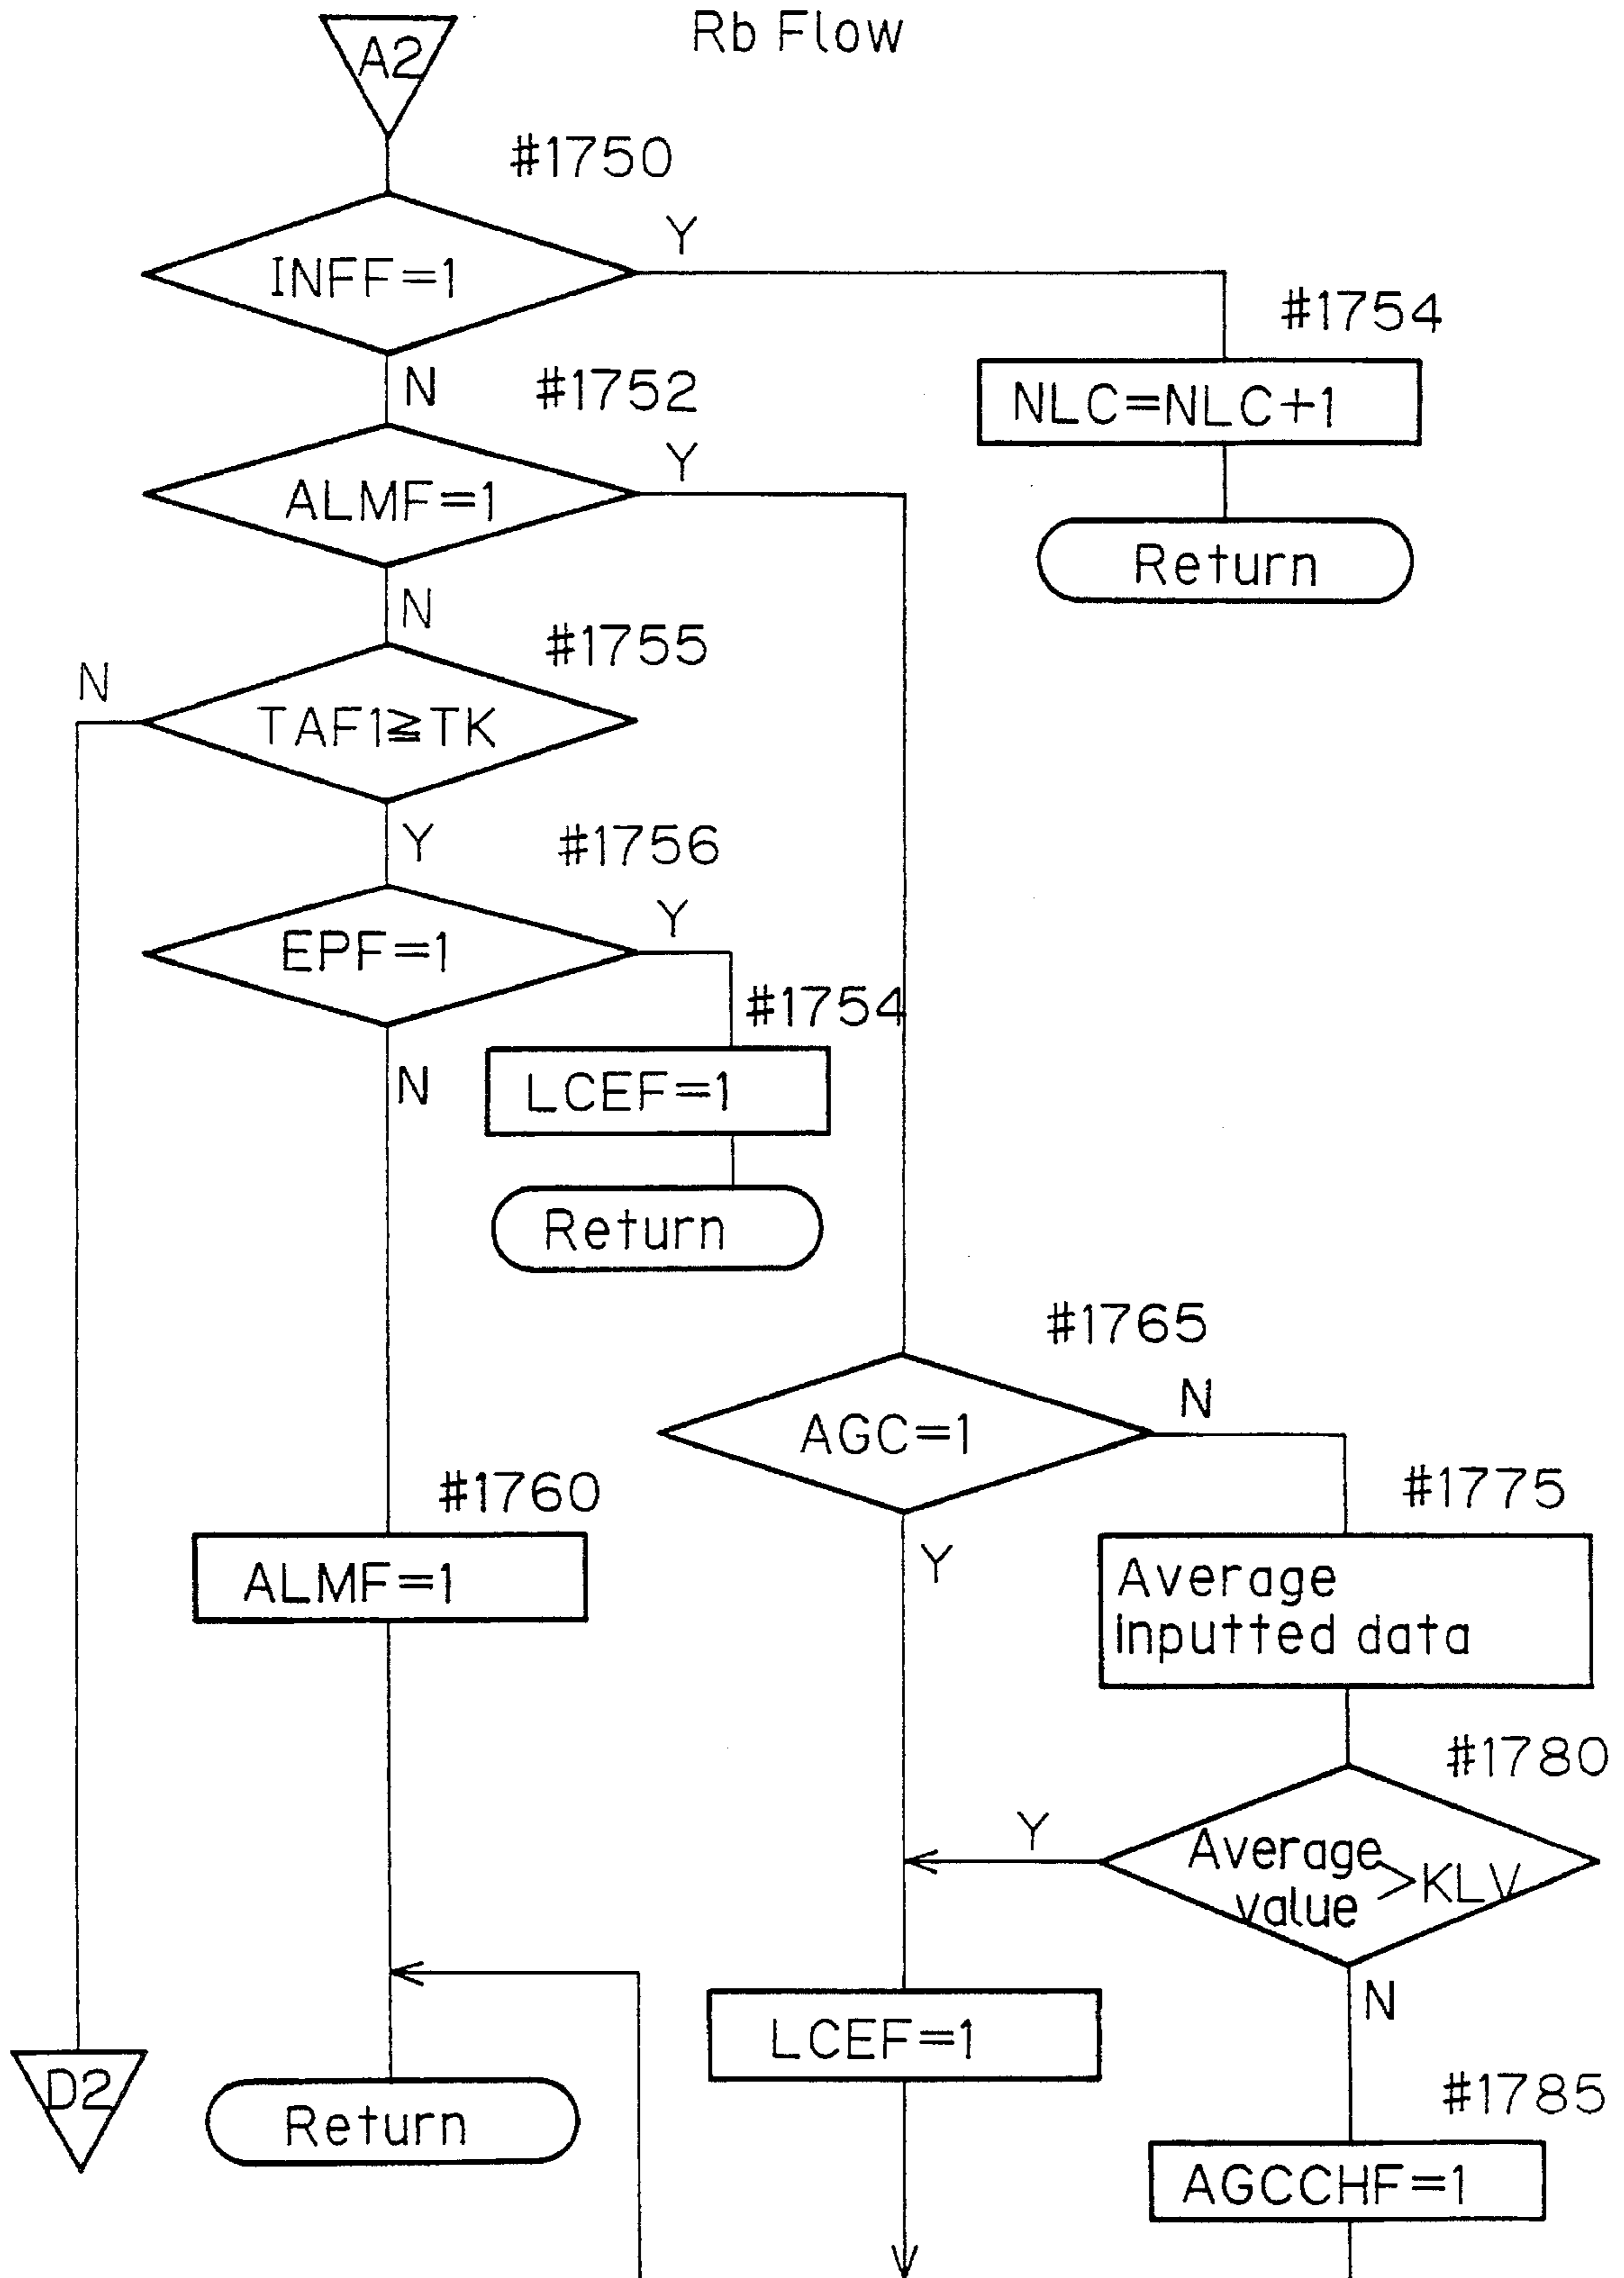 Rb Flow
A2
#1750
INFF=1
Y
N
#1754
NLC=NLC+1
Return
#1752
ALMF=1
Y
N
#1755
TAF1≧TK
N
Y
#1756
EPF=1
Y
N
#1754
LCEF=1
Return
#1765
AGC=1
N
Y
#1760
ALMF=1
#1775
Average
inputted data
#1780
Average
value >KLV
Y
N
LCEF=1
D2
Return
#1785
AGCCHF=1